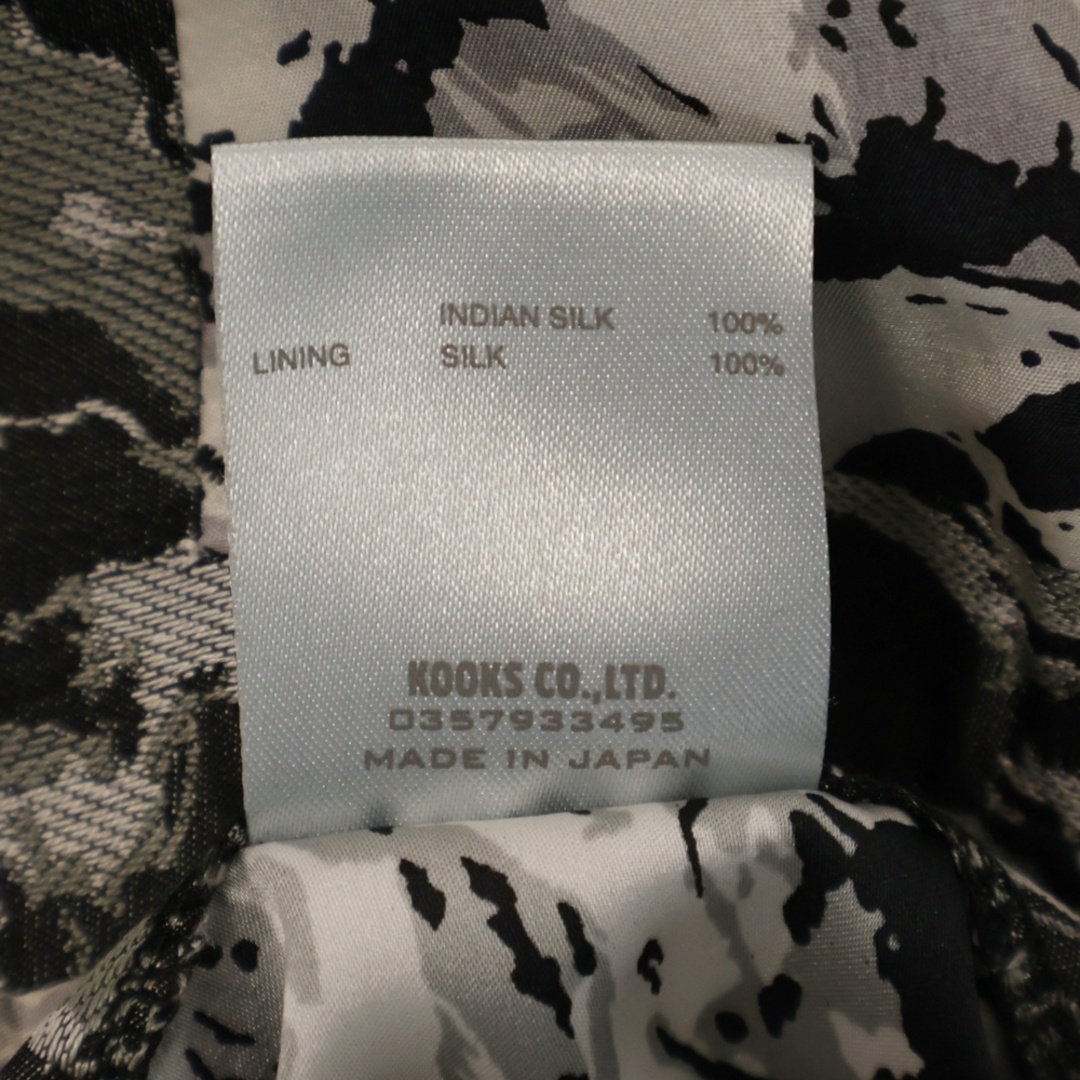 INDIAN SILK 100%
LINING SILK 100%
KOOKS CO.,LTD.
0357933495
MADE IN JAPAN